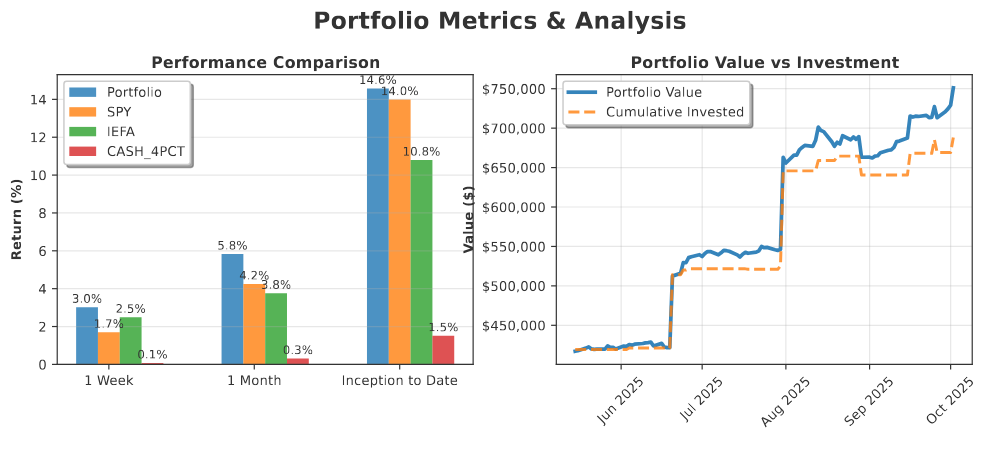 Portfolio Metrics & Analysis
Performance Comparison
Return (%)
14
12
10
8
6
4
2
0
Portfolio
SPY
IEFA
CASH_4PCT
3.0%
1.7%
2.5%
0.1%
5.8%
4.2%
3.8%
0.3%
14.6%
14.0%
10.8%
1.5%
1 Week
1 Month
Inception to Date
Portfolio Value vs Investment
Value ($)
$750,000
$700,000
$650,000
$600,000
$550,000
$500,000
$450,000
Portfolio Value
Cumulative Invested
Jun 2025
Jul 2025
Aug 2025
Sep 2025
Oct 2025